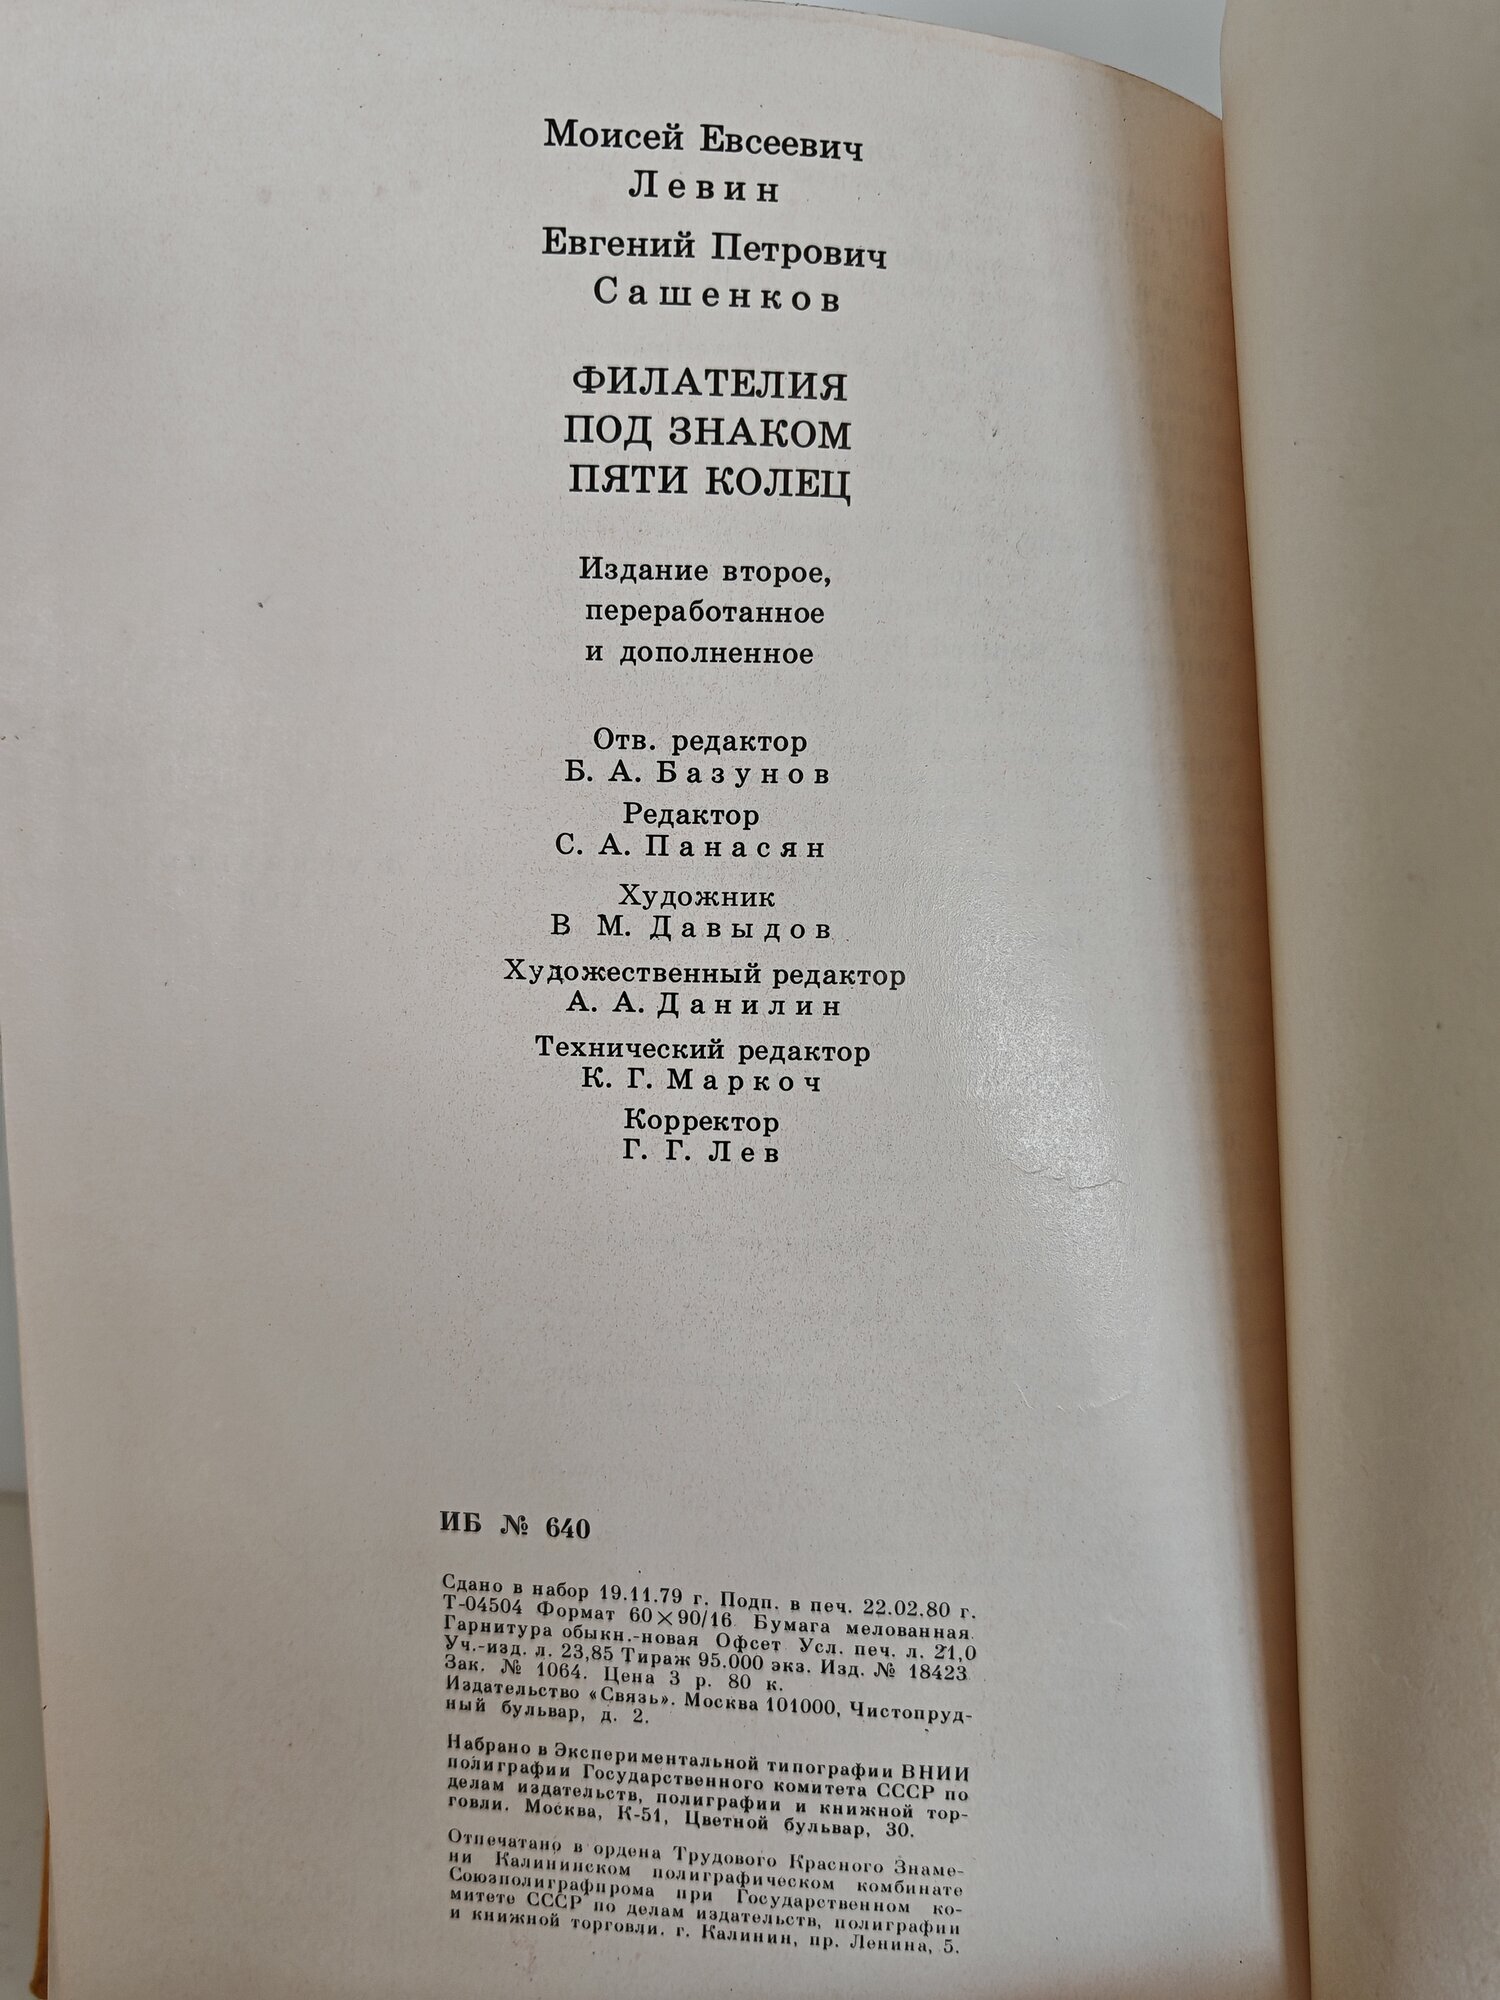 Моисей Евсеевич
Левин
Евгений Петрович
Сашенков
ФИЛАТЕЛИЯ
ПОД ЗНАКОМ
ПЯТИ КОЛЕЦ
Издание второе,
переработанное
и дополненное
Отв. редактор
Б. А. Базунов
Редактор
С. А. Панасян
Художник
В М. Давыдов
Художественный редактор
А. А. Данилин
Технический редактор
К. Г. Маркоч
Корректор
Г. Г. Лев
ИБ № 640
Сдано в набор 19.11.79 г. Подп. в печ. 22.02.80 г.
Т-04504 Формат 60×90/16 Бумага мелованная.
Гарнитура обыкн.-новая Офсет Усл. печ. л. 21,0
Уч.-изд. л. 23,85 Тираж 95.000 экз. Изд. № 18423
Зак. № 1064. Цена 3 р. 80 к.
Издательство «Связь». Москва 101000, Чистопруд-
ный бульвар, д. 2.
Набрано в Экспериментальной типографии ВНИИ
полиграфии Государственного комитета СССР по
делам издательств, полиграфии и книжной тор-
говли. Москва, К-51, Цветной бульвар, 30.
Отпечатано в ордена Трудового Красного Знаме-
ни Калининском полиграфическом комбинате
Союзполиграфпрома при Государственном ко-
митете СССР по делам издательств, полиграфии
и книжной торговли. г. Калинин, пр. Ленина, 5.